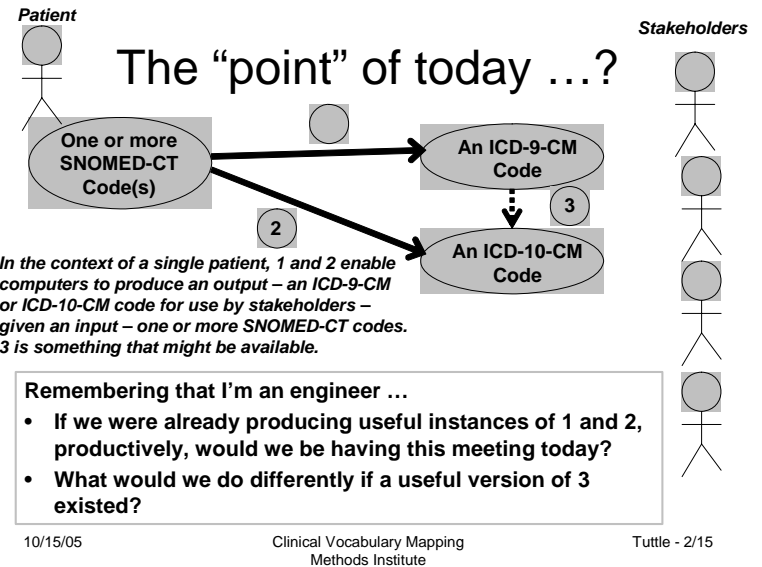 Patient
Stakeholders
The “point” of today …?
One or more
SNOMED-CT
Code(s)
An ICD-9-CM
Code
3
2
An ICD-10-CM
Code
In the context of a single patient, 1 and 2 enable
computers to produce an output – an ICD-9-CM
or ICD-10-CM code for use by stakeholders –
given an input – one or more SNOMED-CT codes.
3 is something that might be available.
Remembering that I’m an engineer …
• If we were already producing useful instances of 1 and 2,
productively, would we be having this meeting today?
• What would we do differently if a useful version of 3
existed?
10/15/05
Clinical Vocabulary Mapping
Methods Institute
Tuttle - 2/15